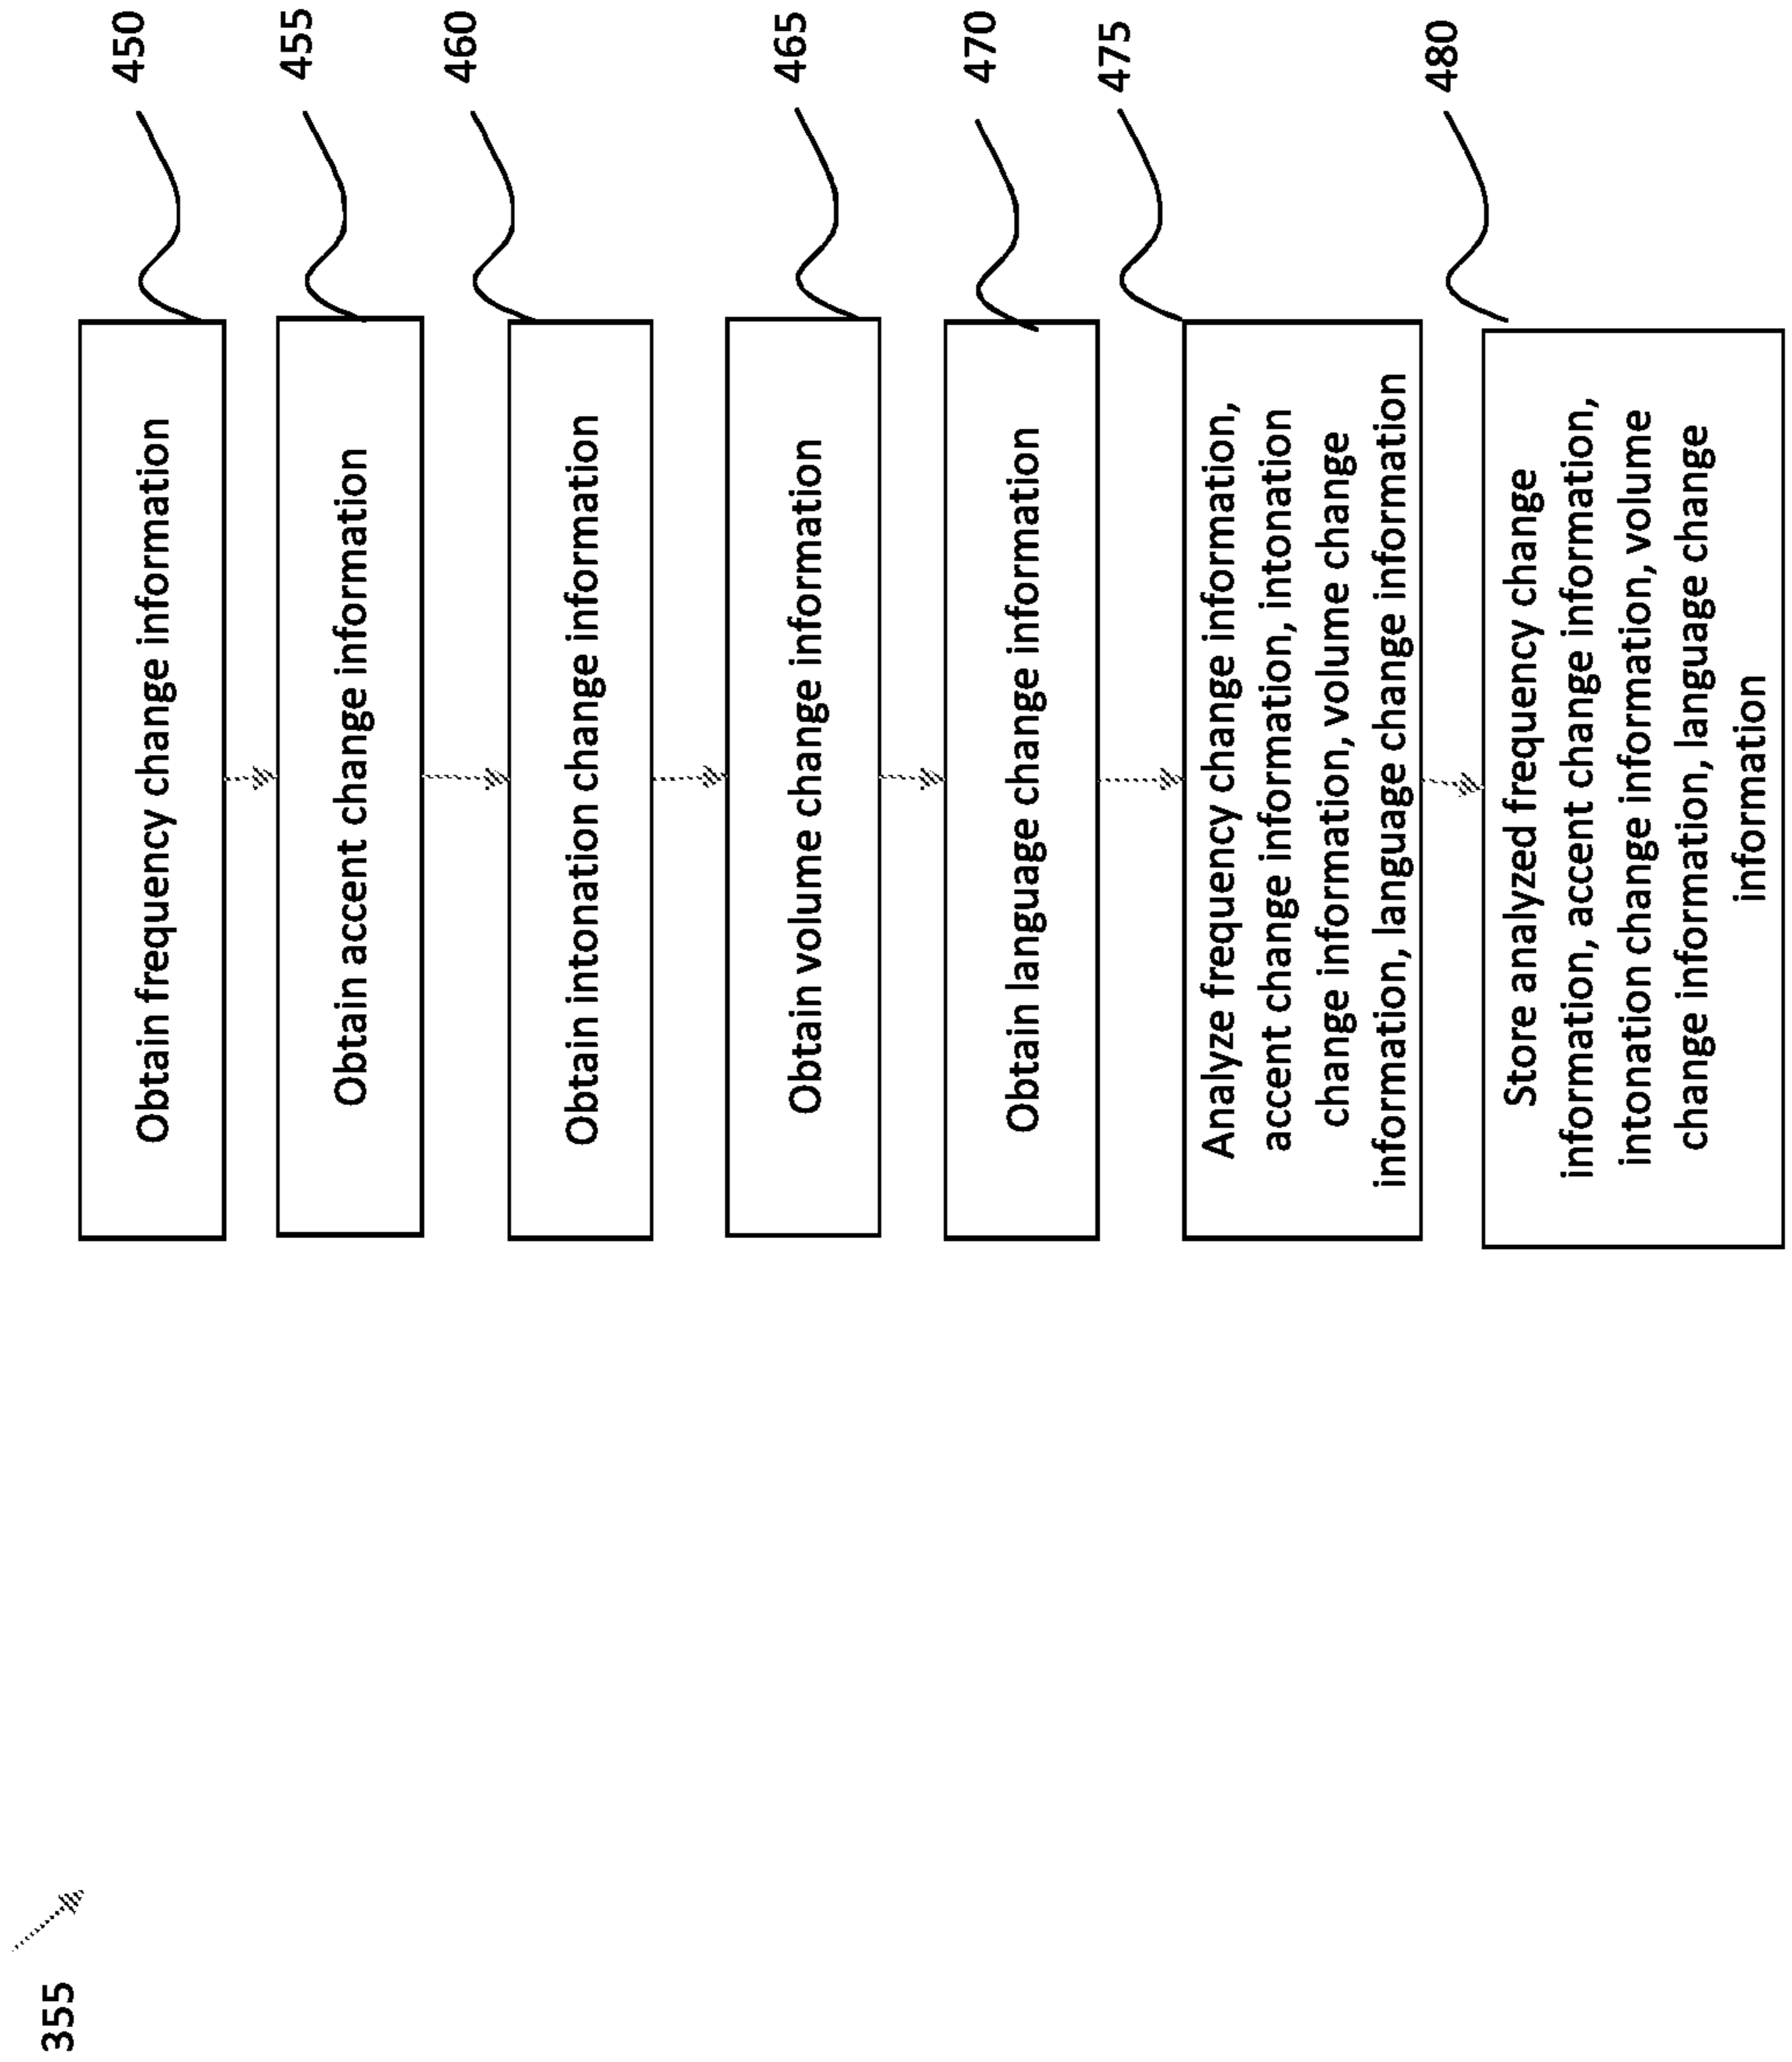 355
Obtain frequency change information
450
Obtain accent change information
455
Obtain intonation change information
460
Obtain volume change information
465
Obtain language change information
470
Analyze frequency change information,
accent change information, intonation
change information, volume change
information, language change information
475
Store analyzed frequency change
information, accent change information,
intonation change information, volume
change information, language change
information
480